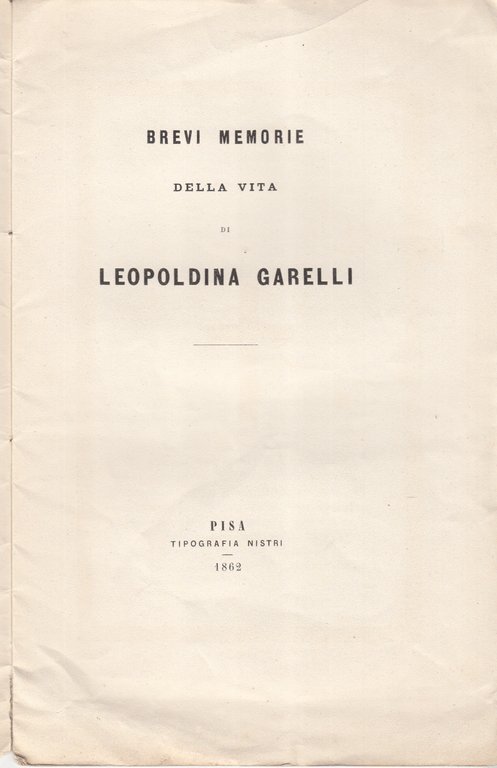 BREVI MEMORIE
DELLA VITA
DI
LEOPOLDINA GARELLI
PISA
TIPOGRAFIA NISTRI
1862